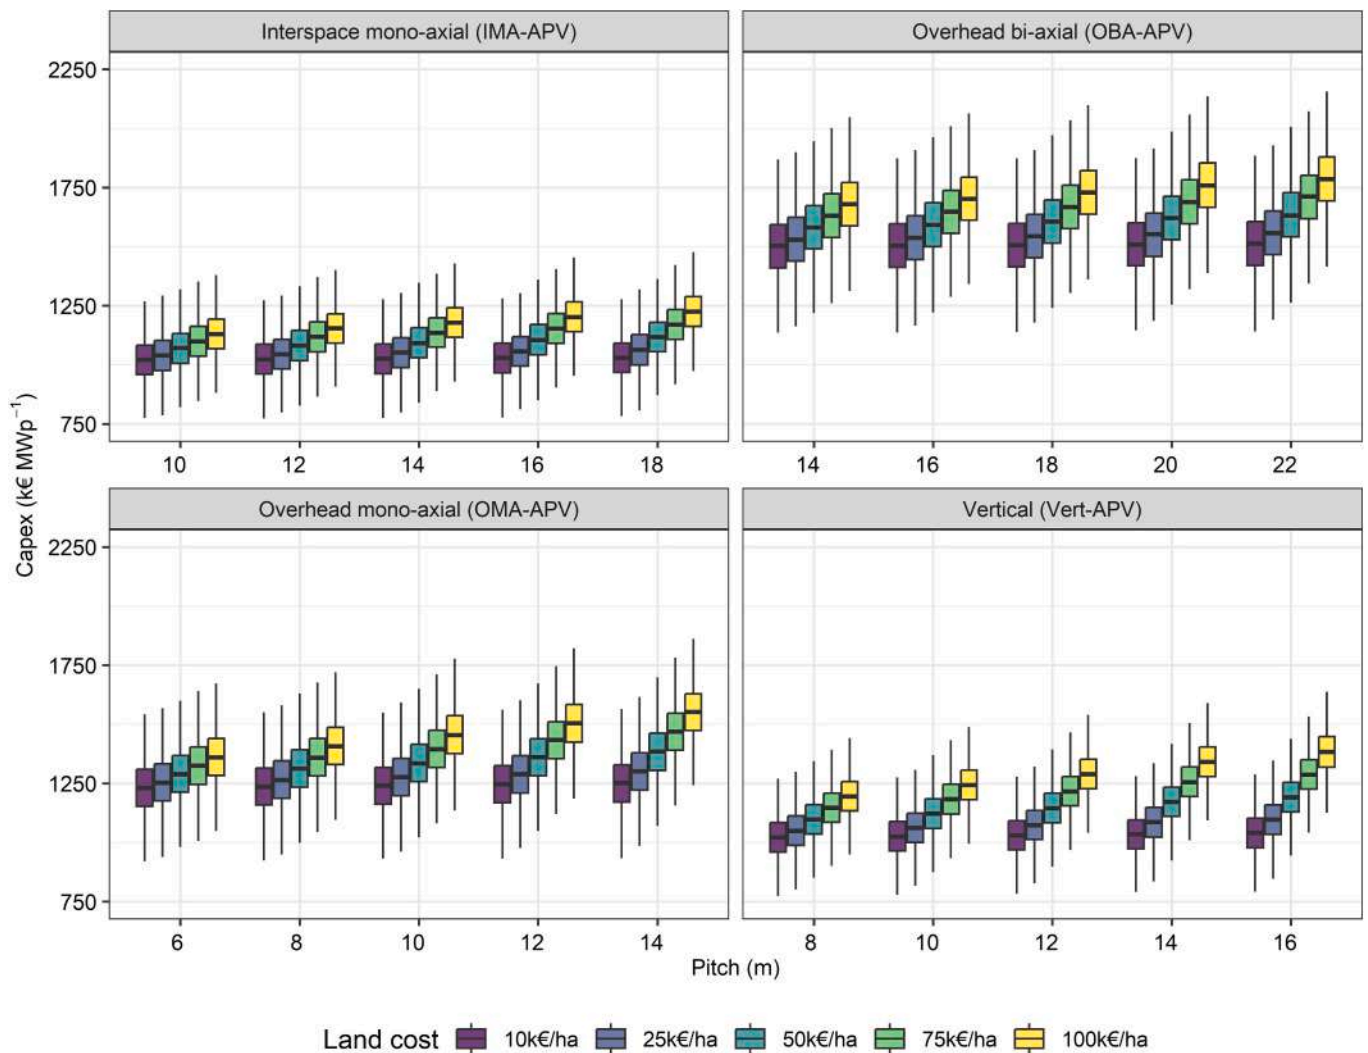 Interspace mono-axial (IMA-APV)
Overhead bi-axial (OBA-APV)
2250
1750
1250
750
10 12 14 16 18
14 16 18 20 22
Capex (k€ MWp⁻¹)
Overhead mono-axial (OMA-APV)
Vertical (Vert-APV)
2250
1750
1250
750
6 8 10 12 14
8 10 12 14 16
Pitch (m)
Land cost 10k€/ha 25k€/ha 50k€/ha 75k€/ha 100k€/ha